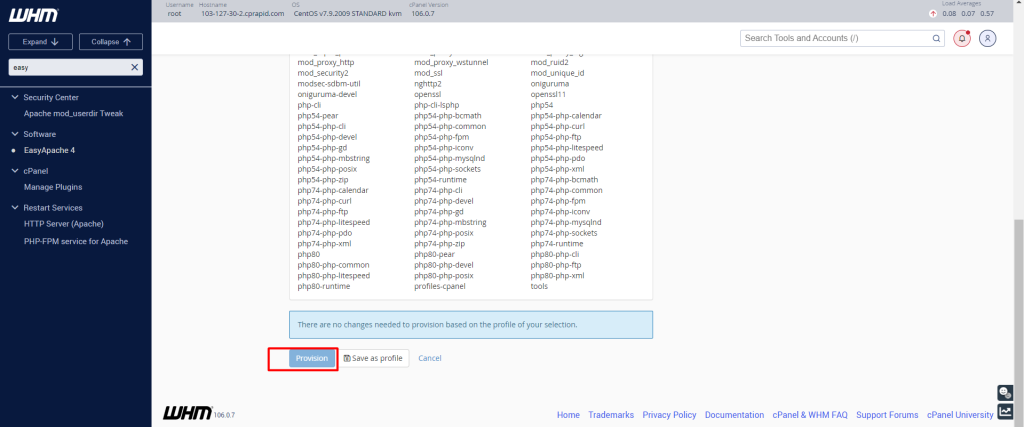 WHM
Username Hostname OS cPanel Version Load Averages
root 103-127-30-2.cprapid.com CentOS v7.9.2009 STANDARD kvm 106.0.7 0.08 0.07 0.57
Expand Collapse
Search Tools and Accounts (/)
easy
Security Center
Apache mod_userdir Tweak
Software
EasyApache 4
cPanel
Manage Plugins
Restart Services
HTTP Server (Apache)
PHP-FPM service for Apache
mod_proxy_http mod_proxy_wstunnel mod_ruid2
mod_security2 mod_ssl mod_unique_id
modsec-sdbm-util nghttp2 oniguruma
oniguruma-devel openssl openssl11
php-cli php-cli-lsphp php54
php54-pear php54-php-bcmath php54-php-calendar
php54-php-cli php54-php-common php54-php-curl
php54-php-devel php54-php-fpm php54-php-ftp
php54-php-gd php54-php-iconv php54-php-litespeed
php54-php-mbstring php54-php-mysqlnd php54-php-pdo
php54-php-posix php54-php-sockets php54-php-xml
php54-php-zip php54-runtime php74-php-bcmath
php74-php-calendar php74-php-cli php74-php-common
php74-php-curl php74-php-devel php74-php-fpm
php74-php-ftp php74-php-gd php74-php-iconv
php74-php-litespeed php74-php-mbstring php74-php-mysqlnd
php74-php-pdo php74-php-posix php74-php-sockets
php74-php-xml php74-php-zip php74-runtime
php80 php80-pear php80-php-cli
php80-php-common php80-php-devel php80-php-ftp
php80-php-litespeed php80-php-posix php80-php-xml
php80-runtime profiles-cpanel tools
There are no changes needed to provision based on the profile of your selection.
Provision Save as profile Cancel
WHM 106.0.7 Home Trademarks Privacy Policy Documentation cPanel & WHM FAQ Support Forums cPanel University